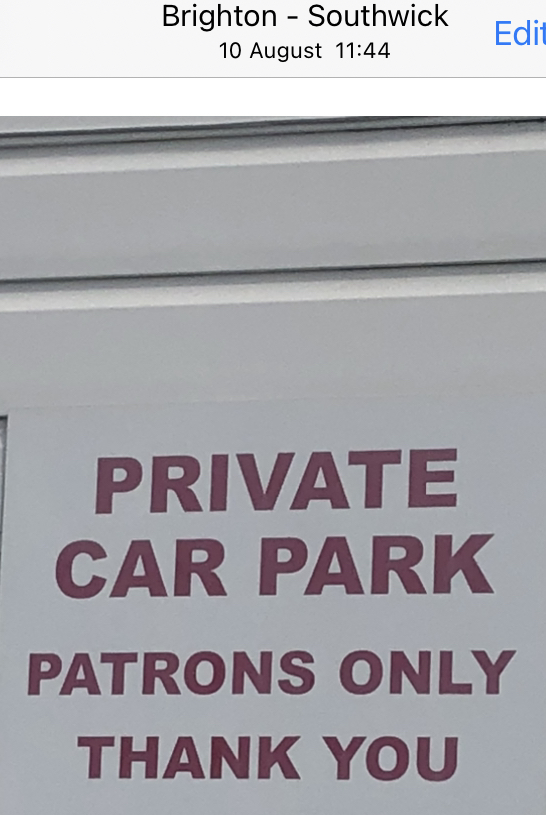 Brighton - Southwick
10 August 11:44
Edit
PRIVATE
CAR PARK
PATRONS ONLY
THANK YOU